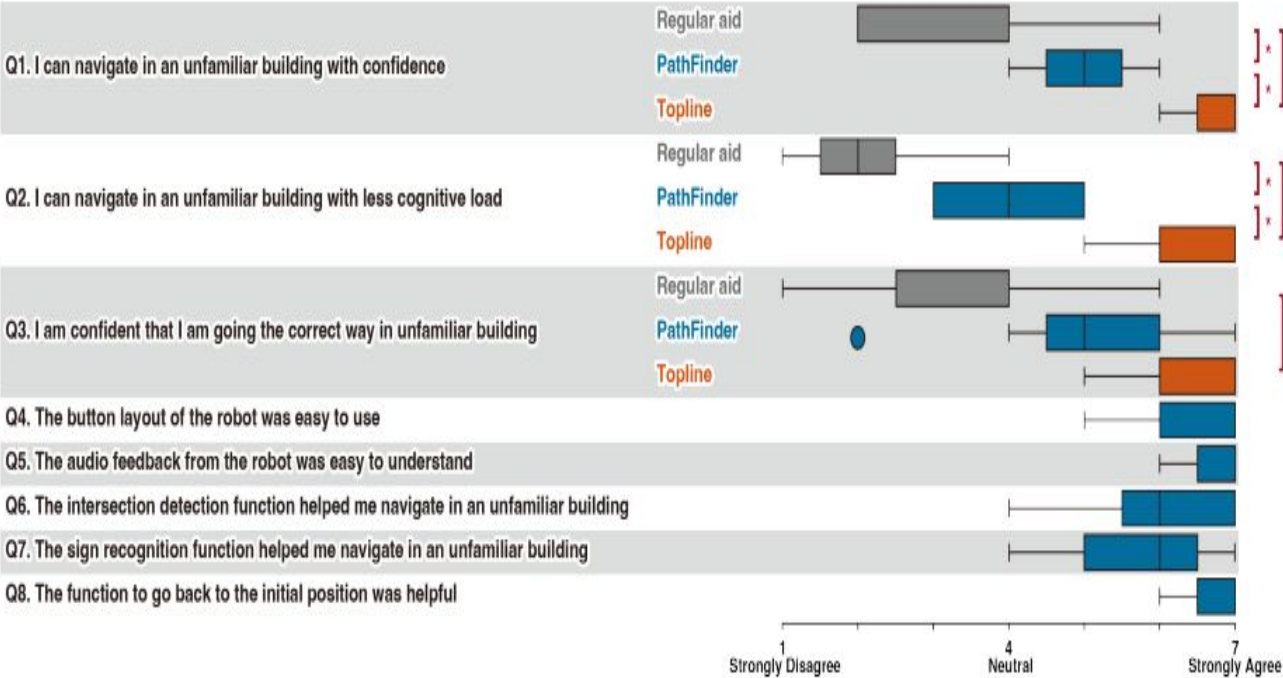 Regular aid
Q1. I can navigate in an unfamiliar building with confidence
PathFinder
Topline
Regular aid
Q2. I can navigate in an unfamiliar building with less cognitive load
PathFinder
Topline
Regular aid
Q3. I am confident that I am going the correct way in unfamiliar building
PathFinder
Topline
Q4. The button layout of the robot was easy to use
Q5. The audio feedback from the robot was easy to understand
Q6. The intersection detection function helped me navigate in an unfamiliar building
Q7. The sign recognition function helped me navigate in an unfamiliar building
Q8. The function to go back to the initial position was helpful
1 4 7
Strongly Disagree Neutral Strongly Agree
*
*
*
*